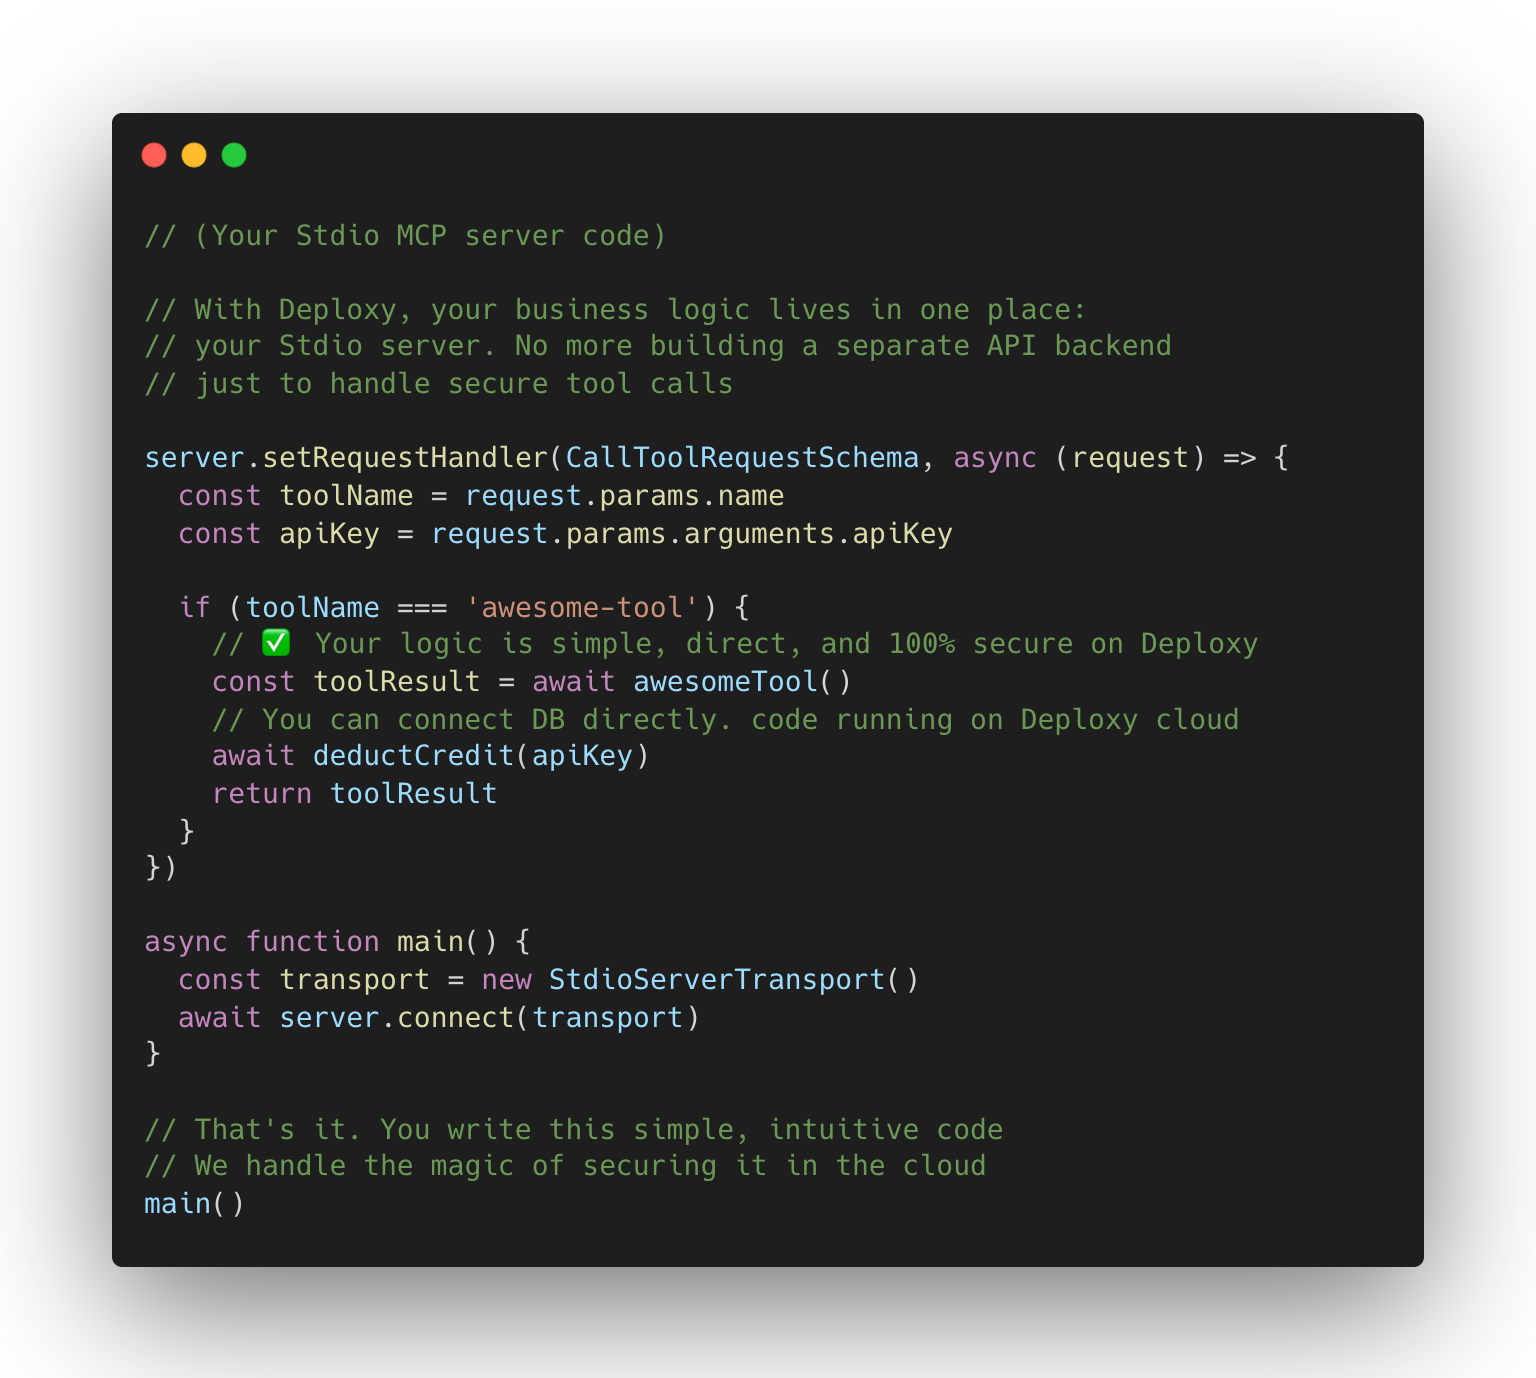 // (Your Stdio MCP server code)

// With Deploxy, your business logic lives in one place:
// your Stdio server. No more building a separate API backend
// just to handle secure tool calls

server.setRequestHandler(CallToolRequestSchema, async (request) => {
  const toolName = request.params.name
  const apiKey = request.params.arguments.apiKey

  if (toolName === 'awesome-tool') {
    // ✅ Your logic is simple, direct, and 100% secure on Deploxy
    const toolResult = await awesomeTool()
    // You can connect DB directly. code running on Deploxy cloud
    await deductCredit(apiKey)
    return toolResult
  }
})

async function main() {
  const transport = new StdioServerTransport()
  await server.connect(transport)
}

// That's it. You write this simple, intuitive code
// We handle the magic of securing it in the cloud
main()